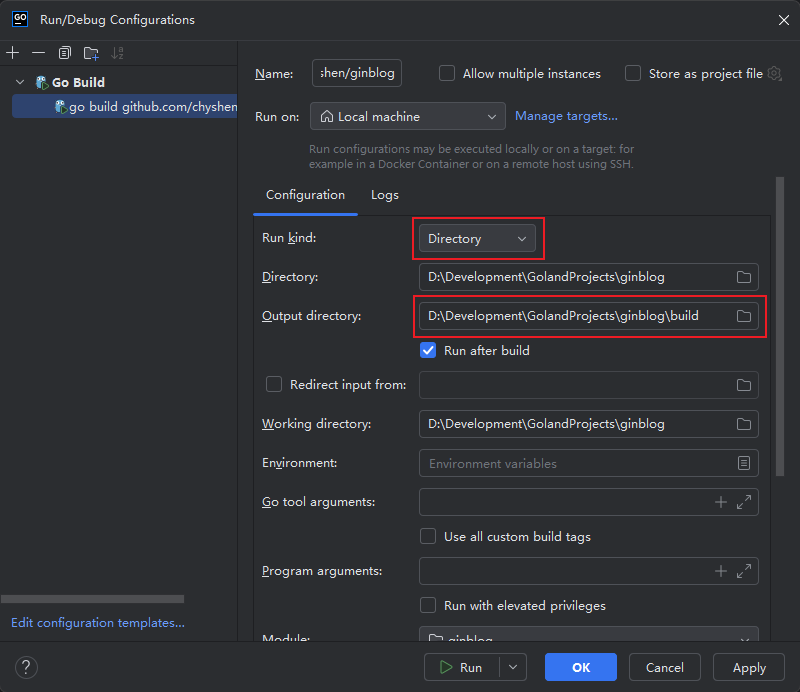 GO
Run/Debug Configurations
Go Build
go build github.com/chyshen
Name:
shen/ginblog
Allow multiple instances
Store as project file
Run on:
Local machine
Manage targets...
Run configurations may be executed locally or on a target: for
example in a Docker Container or on a remote host using SSH.
Configuration
Logs
Run kind:
Directory
Directory:
D:\Development\GolandProjects\ginblog
Output directory:
D:\Development\GolandProjects\ginblog\build
Run after build
Redirect input from:
Working directory:
D:\Development\GolandProjects\ginblog
Environment:
Environment variables
Go tool arguments:
Use all custom build tags
Program arguments:
Run with elevated privileges
Module:
ginblog
Edit configuration templates...
?
Run
OK
Cancel
Apply